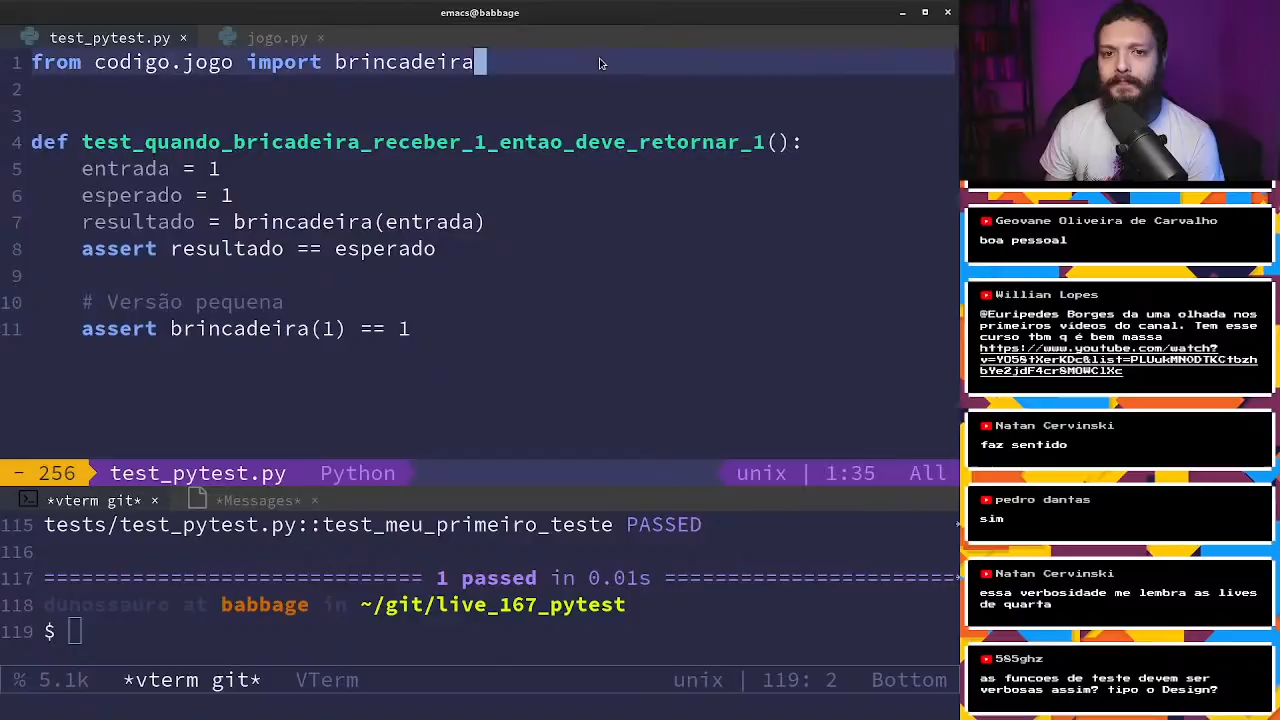 emacs@babbage
test_pytest.py × jogo.py ×
1 from codigo.jogo import brincadeira
2
3
4 def test_quando_bricadeira_receber_1_entao_deve_retornar_1():
5 entrada = 1
6 esperado = 1
7 resultado = brincadeira(entrada)
8 assert resultado == esperado
9
10 # Versão pequena
11 assert brincadeira(1) == 1
- 256 test_pytest.py Python unix | 1:35 All
*vterm git* × *Messages* ×
115 tests/test_pytest.py::test_meu_primeiro_teste PASSED
116
117 ============================== 1 passed in 0.01s ========================
118 dunossauro at babbage in ~/git/live_167_pytest
119 $
% 5.1k *vterm git* VTerm unix | 119: 2 Bottom
Geovane Oliveira de Carvalho
boa pessoal
Willian Lopes
@Euripedes Borges da uma olhada nos
primeiros videos do canal. Tem esse
curso tbm q é bem massa
https://www.youtube.com/watch?
Natan Cervinski
faz sentido
pedro dantas
sim
Natan Cervinski
essa verbosidade me lembra as lives
de quarta
585ghz
as funcoes de teste devem ser
verbosas assim? tipo o Design?